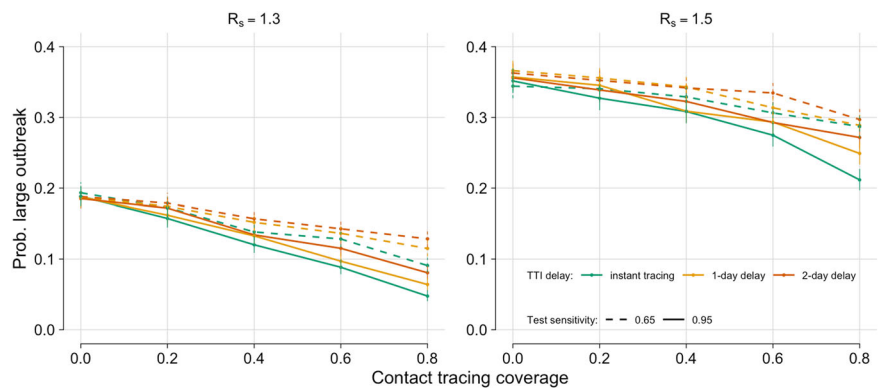 Rs = 1.3
Rs = 1.5
Prob. large outbreak
0.4
0.3
0.2
0.1
0.0
0.4
0.3
0.2
0.1
0.0
TTI delay: instant tracing 1-day delay 2-day delay
Test sensitivity: 0.65 0.95
0.0 0.2 0.4 0.6 0.8
0.0 0.2 0.4 0.6 0.8
Contact tracing coverage